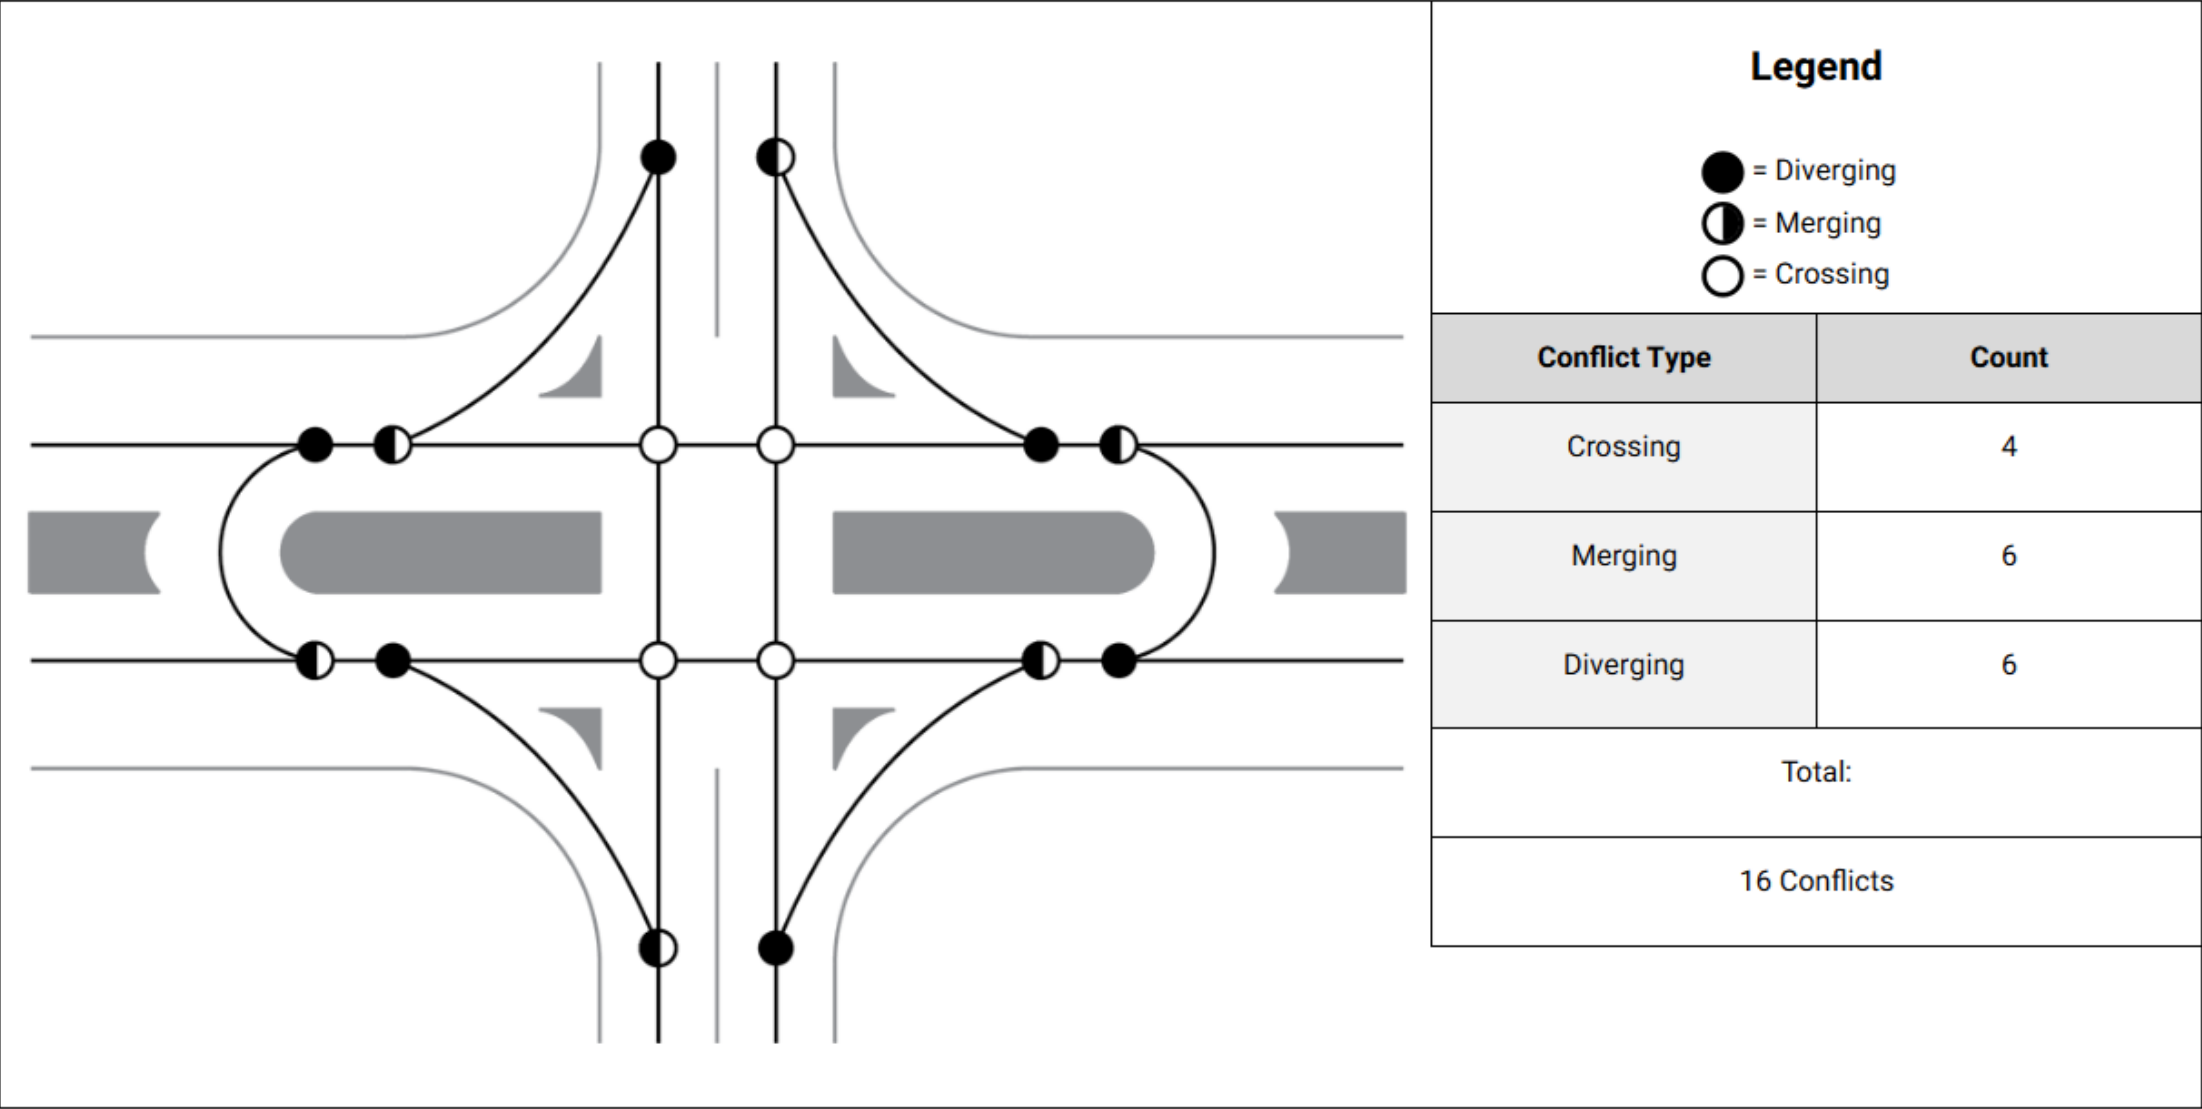 Legend
= Diverging
= Merging
= Crossing
Conflict Type Count
Crossing 4
Merging 6
Diverging 6
Total:
16 Conflicts